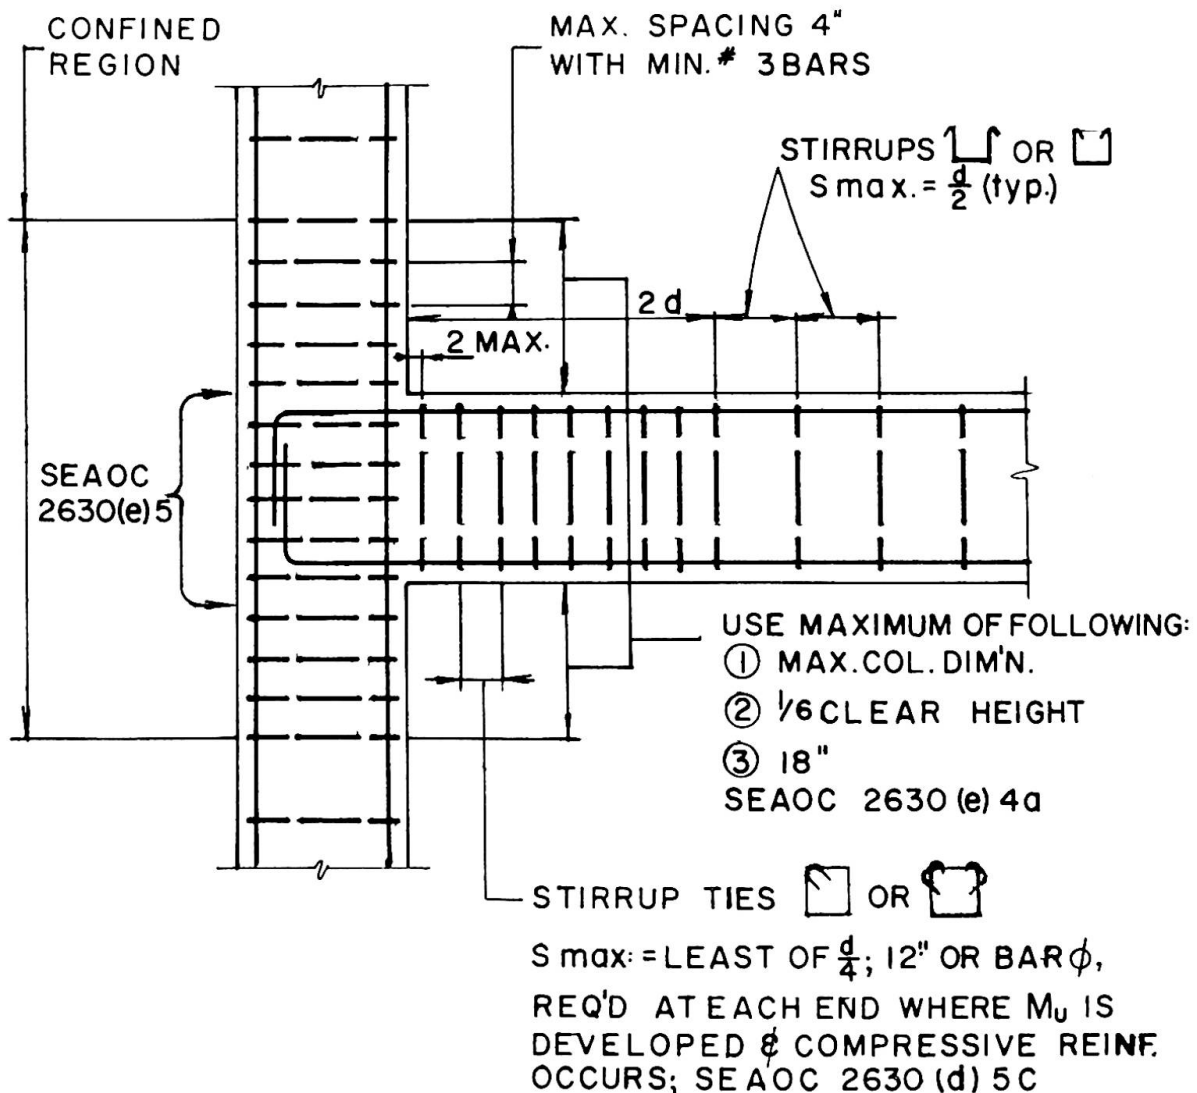 CONFINED
REGION
MAX. SPACING 4"
WITH MIN. # 3 BARS
STIRRUPS OR
S max. = d/2 (typ.)
2 d
2 MAX.
SEAOC
2630(e)5
USE MAXIMUM OF FOLLOWING:
① MAX. COL. DIM'N.
② 1/6 CLEAR HEIGHT
③ 18"
SEAOC 2630 (e) 4a
STIRRUP TIES OR
S max: = LEAST OF d/4; 12" OR BAR ϕ,
REQ'D AT EACH END WHERE Mu IS
DEVELOPED & COMPRESSIVE REINF.
OCCURS; SEAOC 2630 (d) 5C